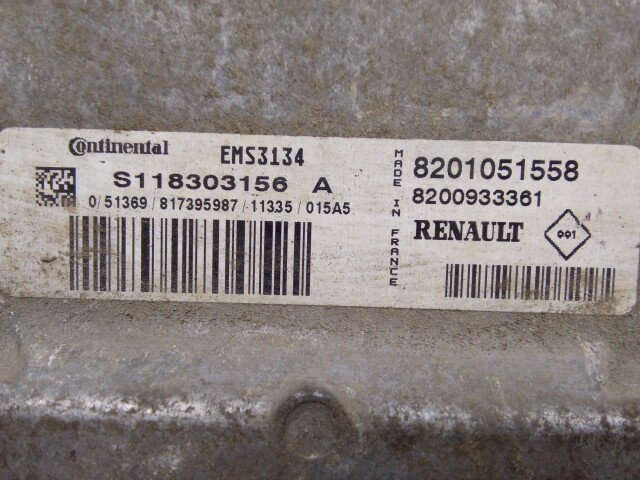 Continental EMS3134
S118303156 A
0/51369/817395987/11335/015A5
MADE IN FRANCE
8201051558
8200933361
RENAULT 001